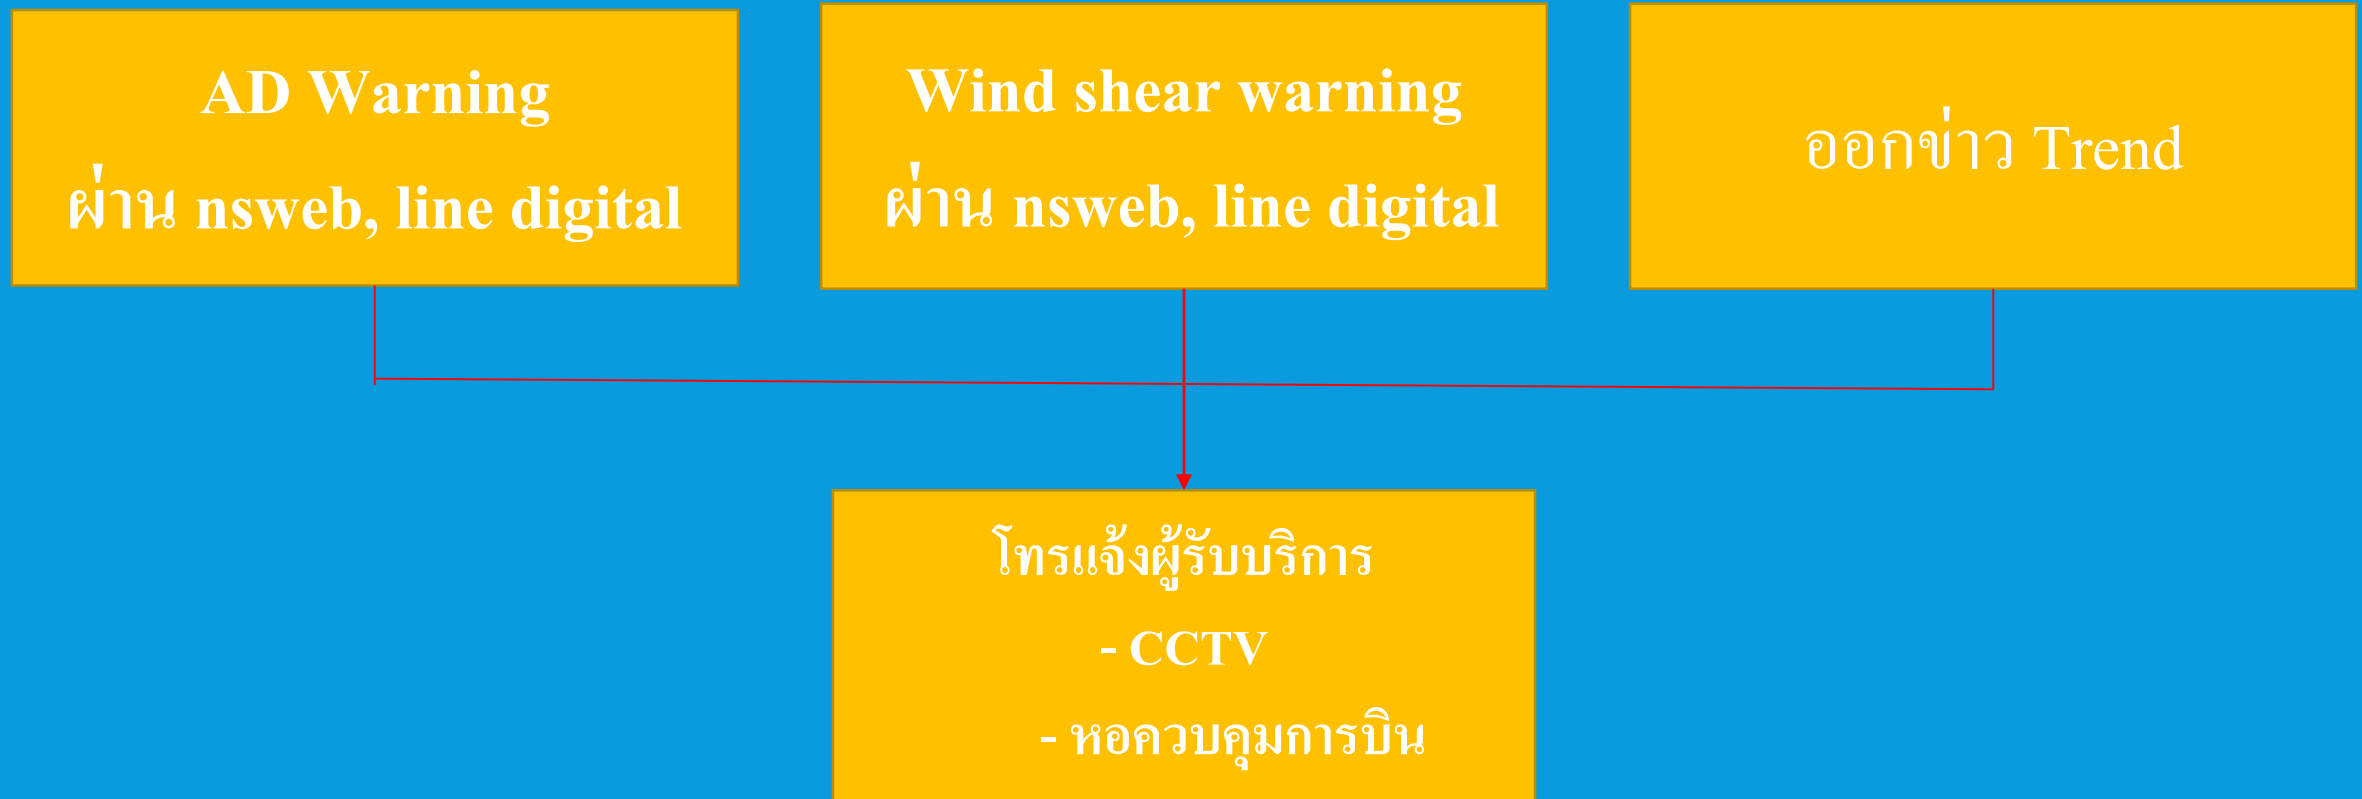 AD Warning
ผ่าน nsweb, line digital
Wind shear warning
ผ่าน nsweb, line digital
ออกข่าว Trend
โทรแจ้งผู้รับบริการ
- CCTV
- หอควบคุมการบิน